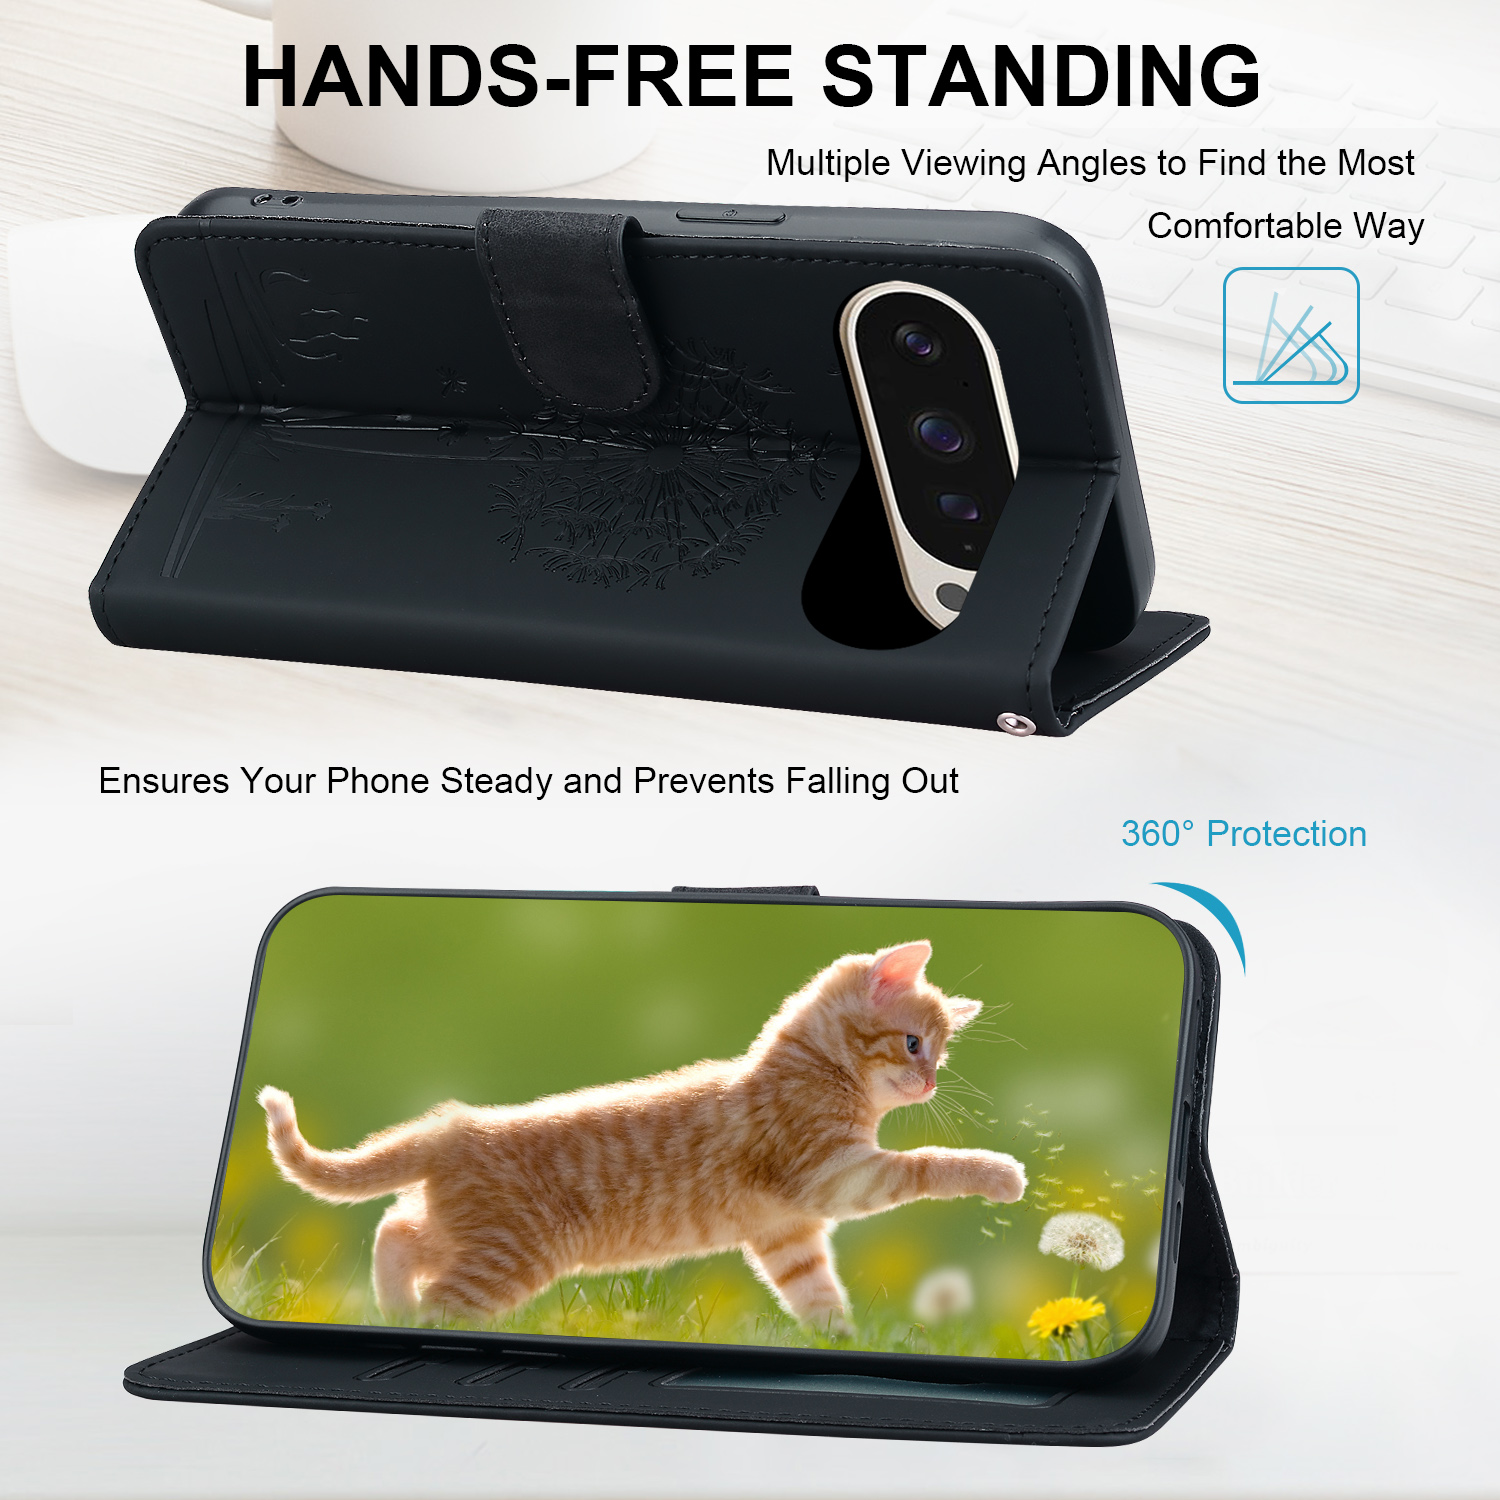 HANDS-FREE STANDING
Multiple Viewing Angles to Find the Most
Comfortable Way
Ensures Your Phone Steady and Prevents Falling Out
360° Protection